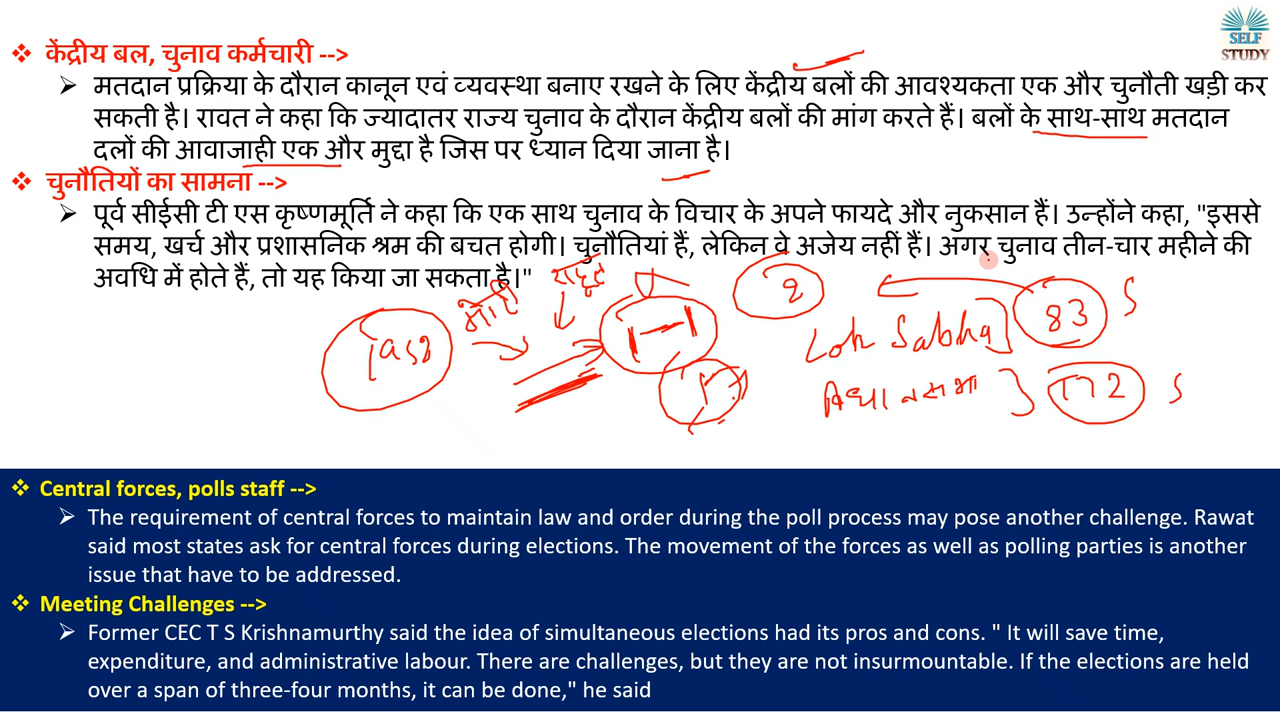 SELF
STUDY
❖ केंद्रीय बल, चुनाव कर्मचारी -->
➢ मतदान प्रक्रिया के दौरान कानून एवं व्यवस्था बनाए रखने के लिए केंद्रीय बलों की आवश्यकता एक और चुनौती खड़ी कर
सकती है। रावत ने कहा कि ज्यादातर राज्य चुनाव के दौरान केंद्रीय बलों की मांग करते हैं। बलों के साथ-साथ मतदान
दलों की आवाजाही एक और मुद्दा है जिस पर ध्यान दिया जाना है।
❖ चुनौतियों का सामना -->
➢ पूर्व सीईसी टी एस कृष्णमूर्ति ने कहा कि एक साथ चुनाव के विचार के अपने फायदे और नुकसान हैं। उन्होंने कहा, "इससे
समय, खर्च और प्रशासनिक श्रम की बचत होगी। चुनौतियां हैं, लेकिन वे अजेय नहीं हैं। अगर चुनाव तीन-चार महीने की
अवधि में होते हैं, तो यह किया जा सकता है।"
2
Lok Sabha 83 S
विधानसभा 172 S
❖ Central forces, polls staff -->
➢ The requirement of central forces to maintain law and order during the poll process may pose another challenge. Rawat
said most states ask for central forces during elections. The movement of the forces as well as polling parties is another
issue that have to be addressed.
❖ Meeting Challenges -->
➢ Former CEC T S Krishnamurthy said the idea of simultaneous elections had its pros and cons. " It will save time,
expenditure, and administrative labour. There are challenges, but they are not insurmountable. If the elections are held
over a span of three-four months, it can be done," he said